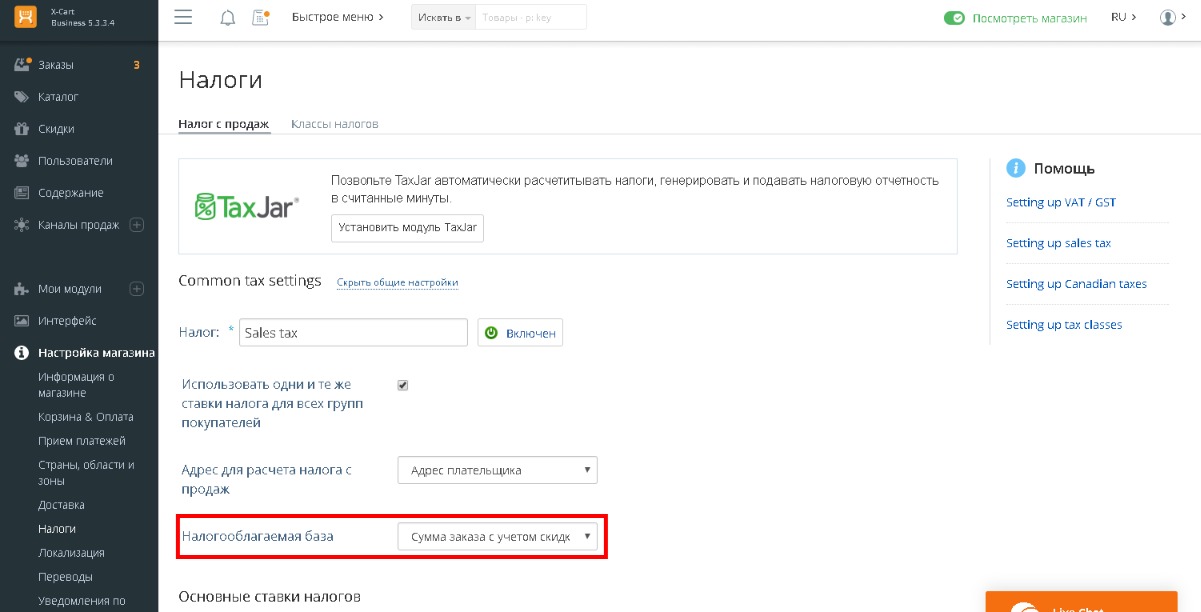 X-Cart
Business 5.3.3.4
Быстрое меню
Искать в
Товары - p: key
Посмотреть магазин
RU
Заказы 3
Каталог
Скидки
Пользователи
Содержание
Каналы продаж
Мои модули
Интерфейс
Настройка магазина
Информация о
магазине
Корзина & Оплата
Прием платежей
Страны, области и
зоны
Доставка
Налоги
Локализация
Переводы
Уведомления по
Налоги
Налог с продаж
Классы налогов
TaxJar
Позвольте TaxJar автоматически расчетитывать налоги, генерировать и подавать налоговую отчетность
в считанные минуты.
Установить модуль TaxJar
Common tax settings
Скрыть общие настройки
Налог: * Sales tax
Включен
Использовать одни и те же
ставки налога для всех групп
покупателей
Адрес для расчета налога с
продаж
Адрес плательщика
Налогооблагаемая база
Сумма заказа с учетом скидк
Основные ставки налогов
Помощь
Setting up VAT / GST
Setting up sales tax
Setting up Canadian taxes
Setting up tax classes
Live Chat